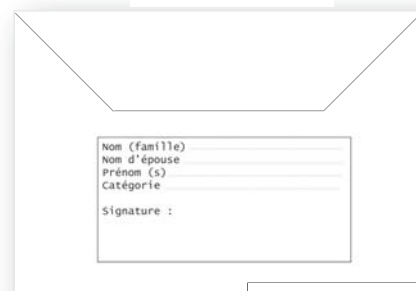 Nom (famille)
Nom d'épouse
Prénom (s)
Catégorie
Signature :